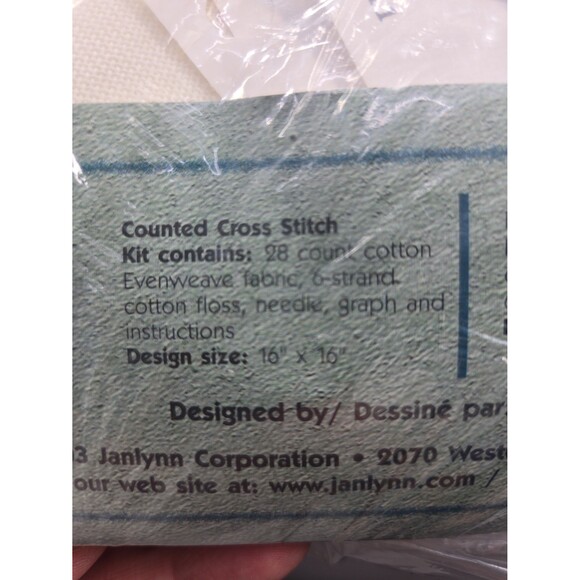 Counted Cross Stitch
Kit contains: 28 count cotton
Evenweave fabric, 6-strand
cotton floss, needle, graph and
instructions
Design size: 16" x 16"
Designed by/ Dessiné par
3 Janlynn Corporation • 2070 West
our web site at: www.janlynn.com /